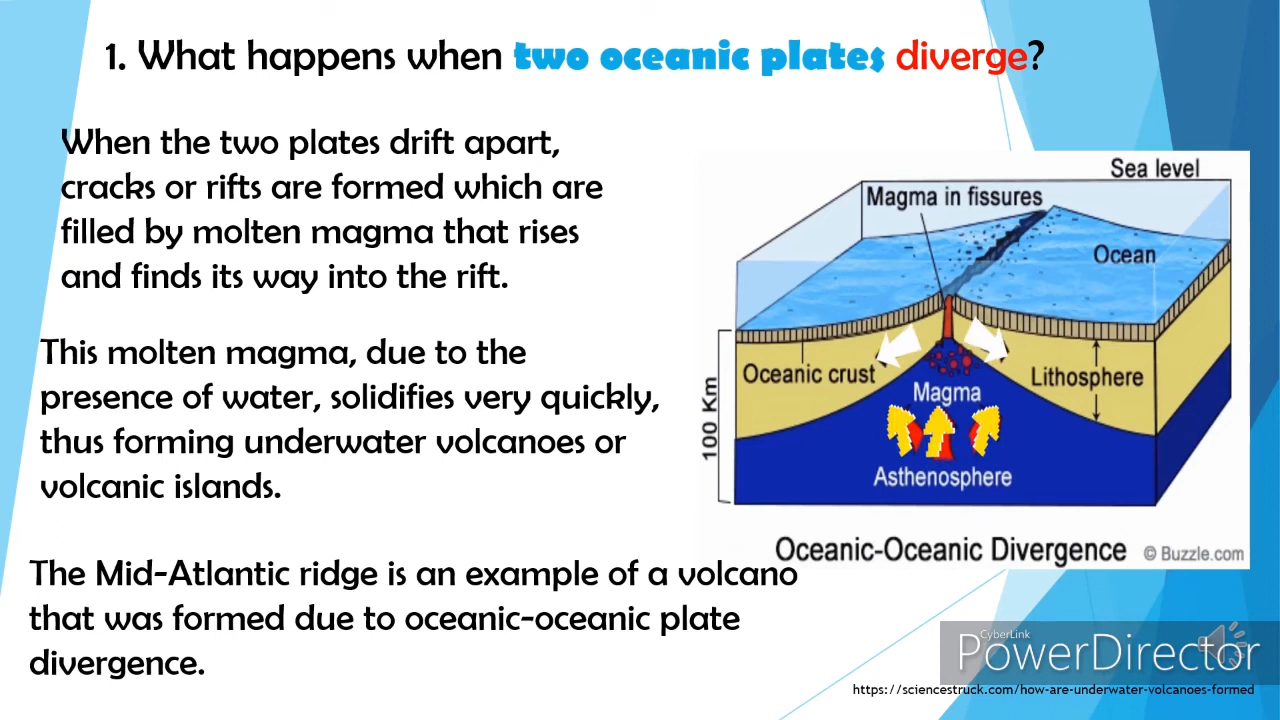 1. What happens when two oceanic plates diverge?
When the two plates drift apart,
cracks or rifts are formed which are
filled by molten magma that rises
and finds its way into the rift.
This molten magma, due to the
presence of water, solidifies very quickly,
thus forming underwater volcanoes or
volcanic islands.
The Mid-Atlantic ridge is an example of a volcano
that was formed due to oceanic-oceanic plate
divergence.
Sea level
Magma in fissures
Ocean
Oceanic crust
Lithosphere
Magma
100 Km
Asthenosphere
Oceanic-Oceanic Divergence
© Buzzle.com
CyberLink
PowerDirector
https://sciencestruck.com/how-are-underwater-volcanoes-formed